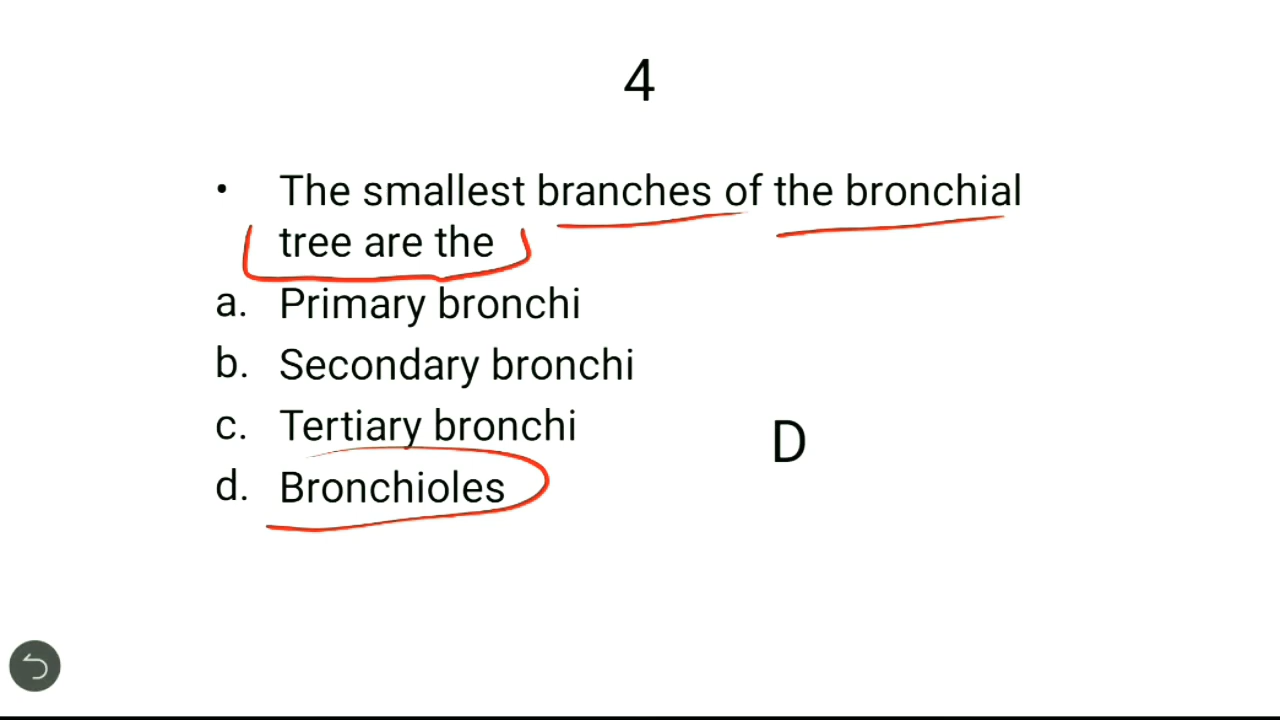 4
• The smallest branches of the bronchial
tree are the
a. Primary bronchi
b. Secondary bronchi
c. Tertiary bronchi
d. Bronchioles
D